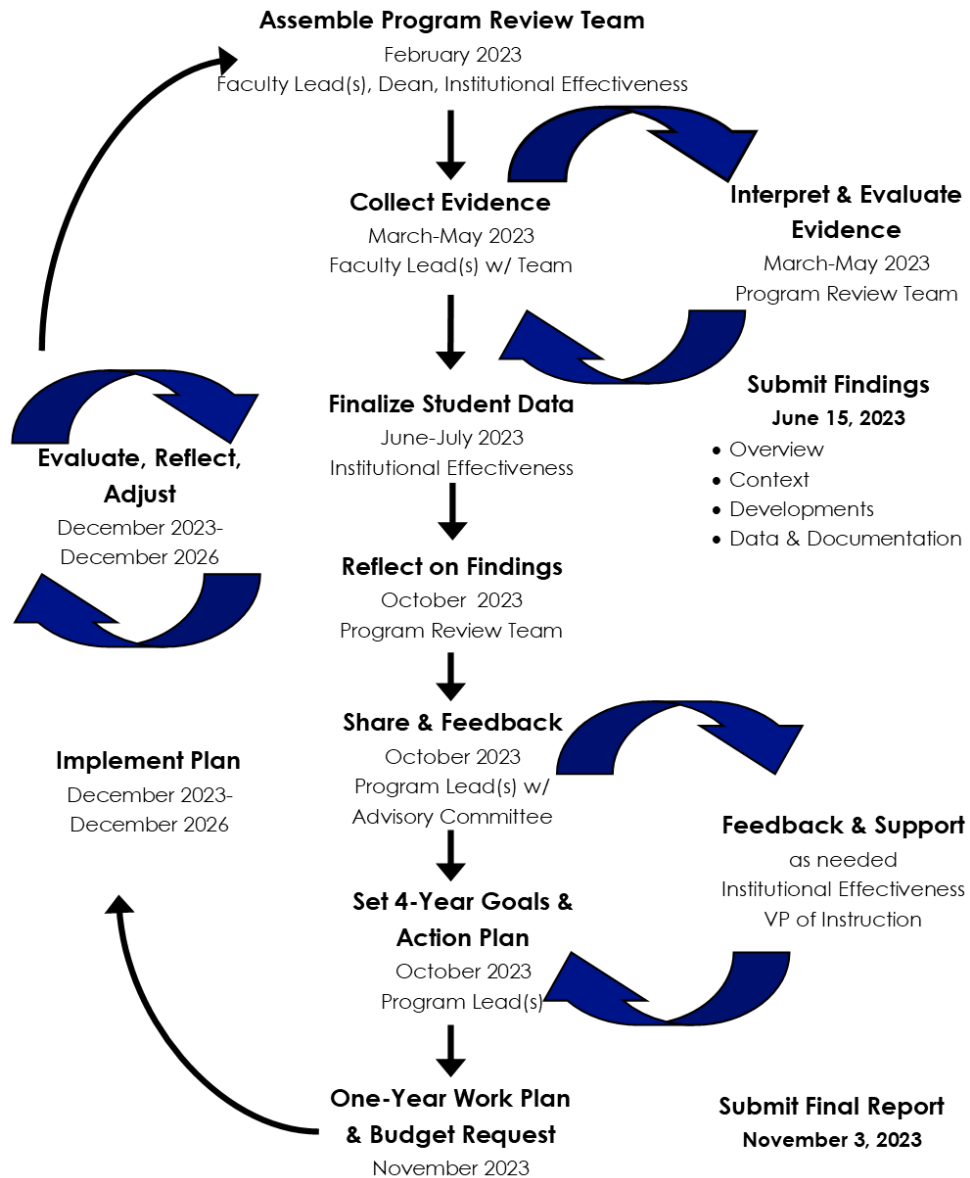 Assemble Program Review Team
February 2023
Faculty Lead(s), Dean, Institutional Effectiveness
Collect Evidence
March-May 2023
Faculty Lead(s) w/ Team
Interpret & Evaluate
Evidence
March-May 2023
Program Review Team
Submit Findings
June 15, 2023
• Overview
• Context
• Developments
• Data & Documentation
Finalize Student Data
June-July 2023
Institutional Effectiveness
Reflect on Findings
October 2023
Program Review Team
Share & Feedback
October 2023
Program Lead(s) w/
Advisory Committee
Feedback & Support
as needed
Institutional Effectiveness
VP of Instruction
Set 4-Year Goals &
Action Plan
October 2023
Program Lead(s)
One-Year Work Plan
& Budget Request
November 2023
Submit Final Report
November 3, 2023
Implement Plan
December 2023-
December 2026
Evaluate, Reflect,
Adjust
December 2023-
December 2026